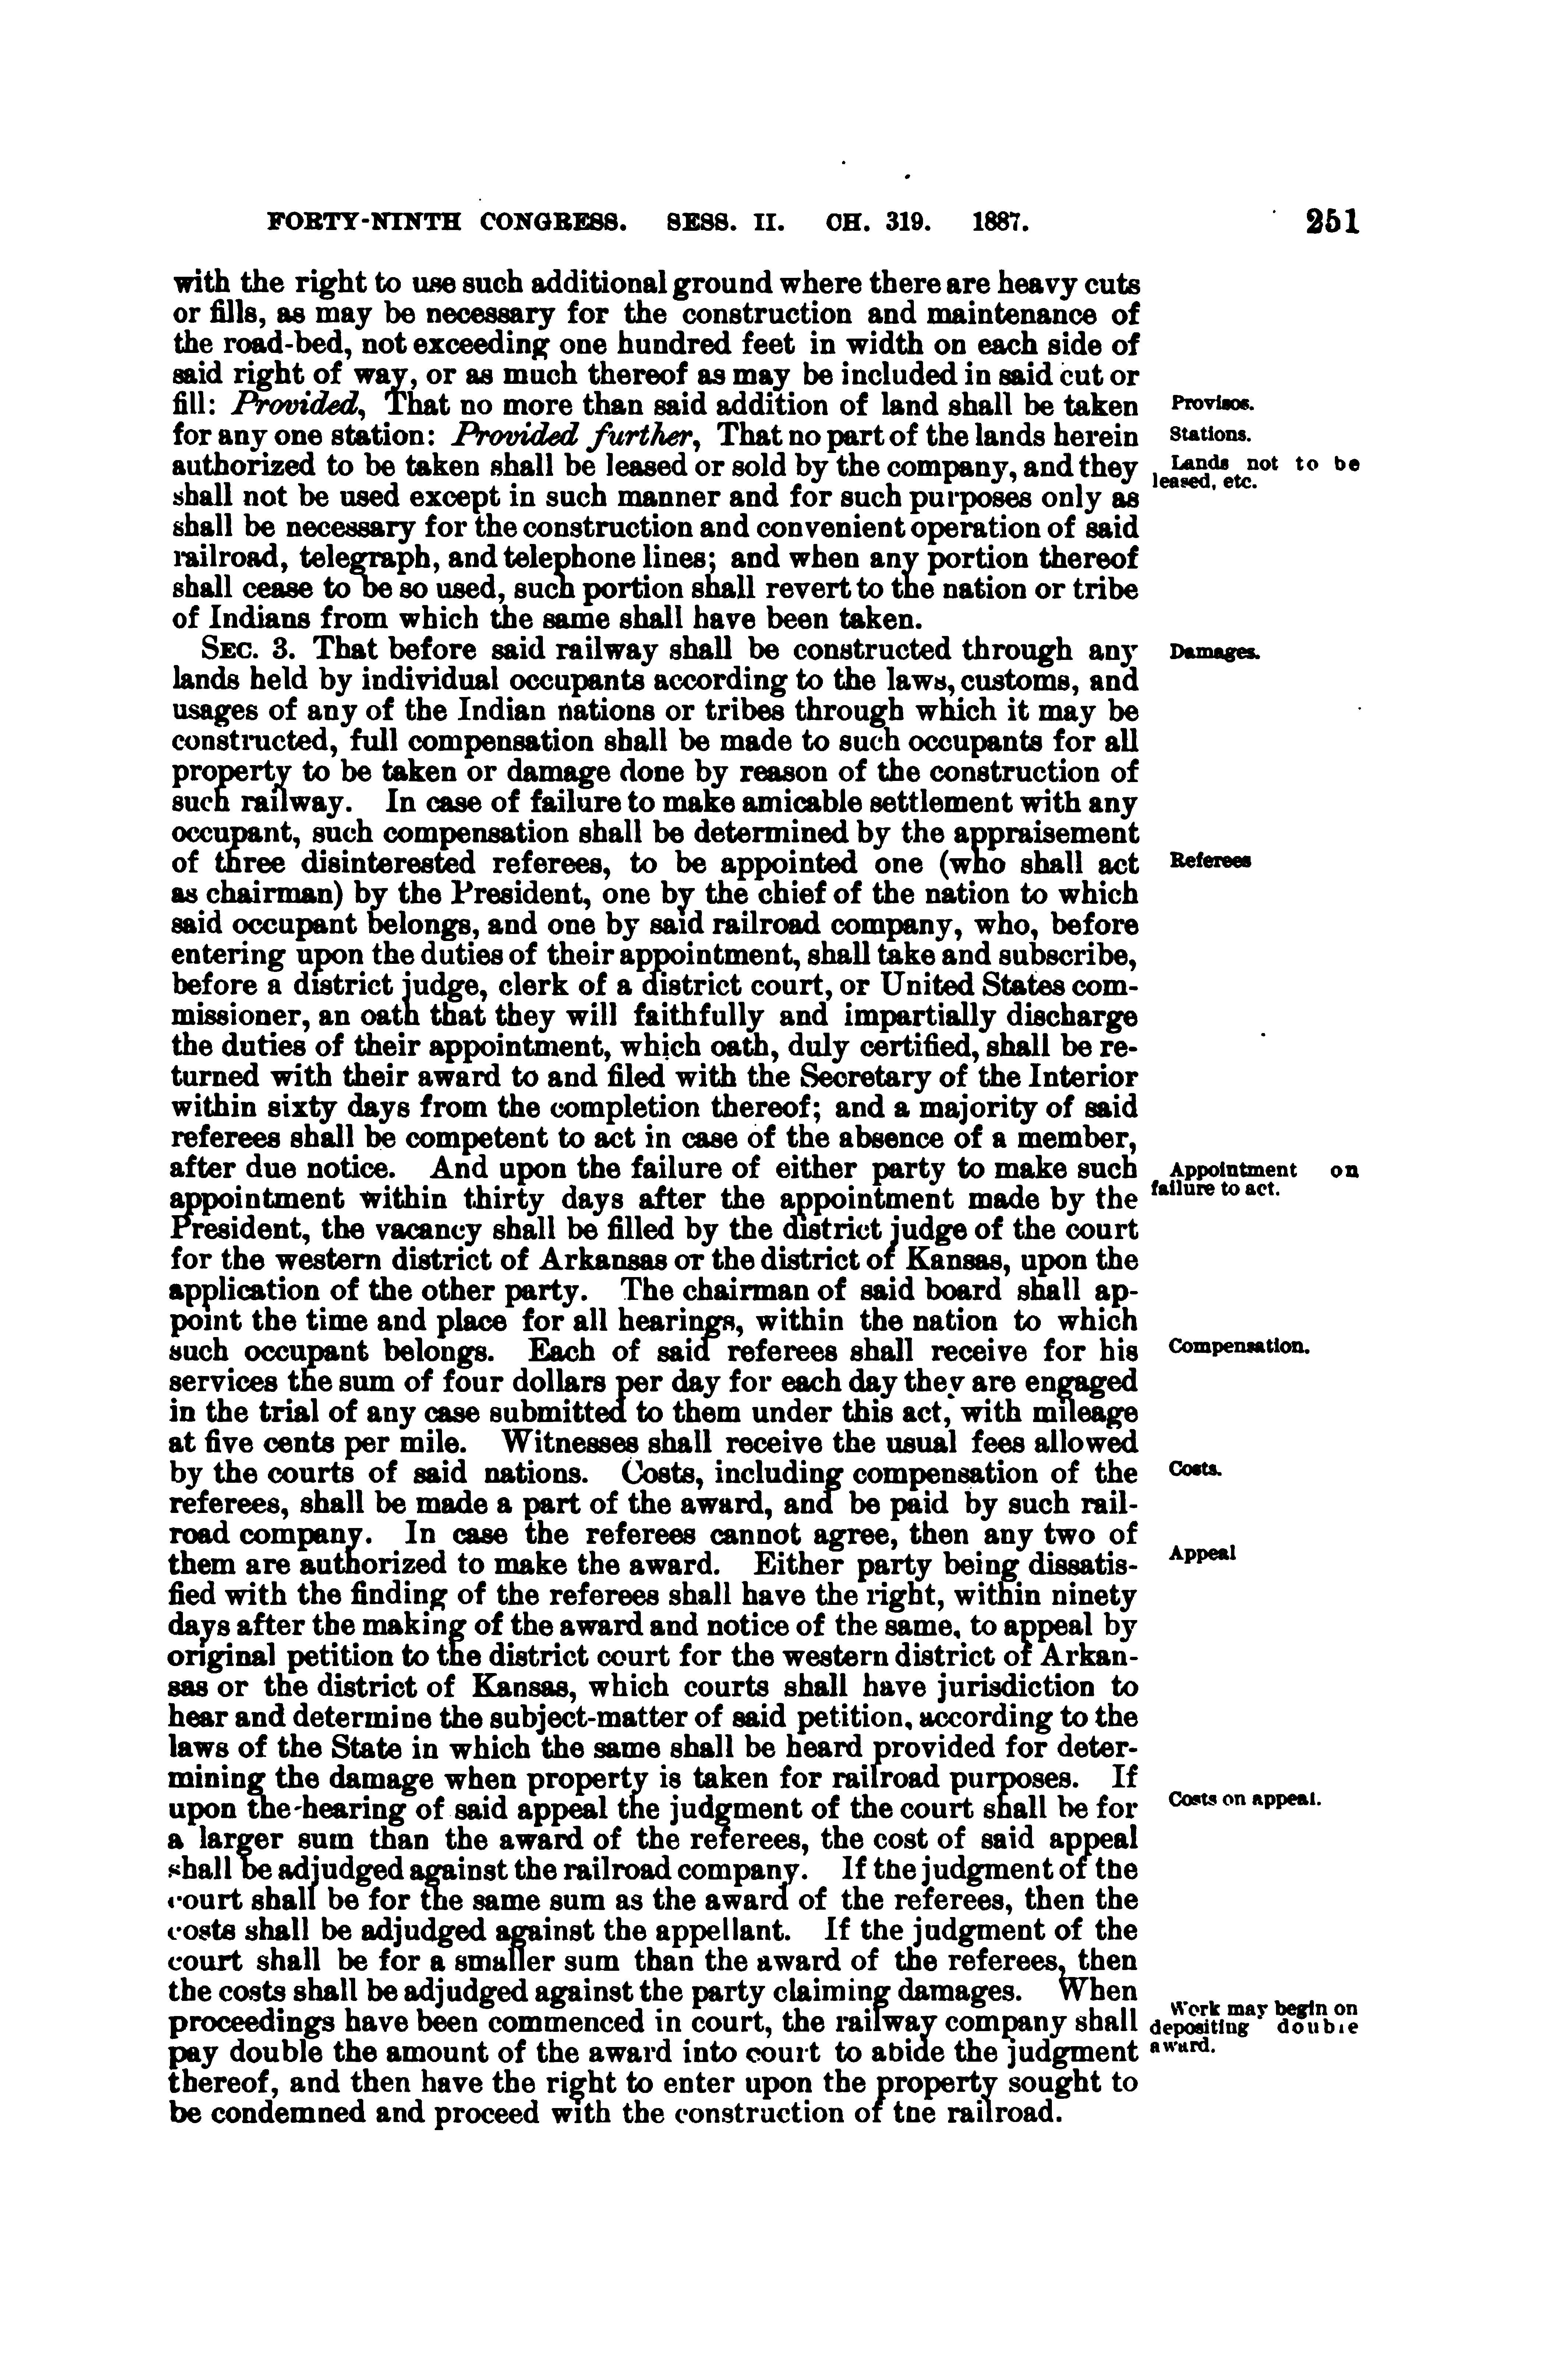 FORTY-NINTH CONGRESS. SESS. II. CH. 319. 1887. 251
with the right to use such additional ground where there are heavy cuts
or fills, as may be necessary for the construction and maintenance of
the road-bed, not exceeding one hundred feet in width on each side of
said right of way, or as much thereof as may be included in said cut or
fill: Provided, That no more than said addition of land shall be taken
Provisos.
for any one station: Provided further, That no part of the lands herein
Stations.
authorized to be taken shall be leased or sold by the company, and they
Lands not to be
leased, etc.
shall not be used except in such manner and for such purposes only as
shall be necessary for the construction and convenient operation of said
railroad, telegraph, and telephone lines; and when any portion thereof
shall cease to be so used, such portion shall revert to the nation or tribe
of Indians from which the same shall have been taken.
SEC. 3. That before said railway shall be constructed through any
Damages.
lands held by individual occupants according to the laws, customs, and
usages of any of the Indian nations or tribes through which it may be
constructed, full compensation shall be made to such occupants for all
property to be taken or damage done by reason of the construction of
such railway. In case of failure to make amicable settlement with any
occupant, such compensation shall be determined by the appraisement
of three disinterested referees, to be appointed one (who shall act
Referees
as chairman) by the President, one by the chief of the nation to which
said occupant belongs, and one by said railroad company, who, before
entering upon the duties of their appointment, shall take and subscribe,
before a district judge, clerk of a district court, or United States com-
missioner, an oath that they will faithfully and impartially discharge
the duties of their appointment, which oath, duly certified, shall be re-
turned with their award to and filed with the Secretary of the Interior
within sixty days from the completion thereof; and a majority of said
referees shall be competent to act in case of the absence of a member,
after due notice. And upon the failure of either party to make such
Appointment on
failure to act.
appointment within thirty days after the appointment made by the
President, the vacancy shall be filled by the district judge of the court
for the western district of Arkansas or the district of Kansas, upon the
application of the other party. The chairman of said board shall ap-
point the time and place for all hearings, within the nation to which
such occupant belongs. Each of said referees shall receive for his
Compensation.
services the sum of four dollars per day for each day they are engaged
in the trial of any case submitted to them under this act, with mileage
at five cents per mile. Witnesses shall receive the usual fees allowed
by the courts of said nations. Costs, including compensation of the
Costs.
referees, shall be made a part of the award, and be paid by such rail-
road company. In case the referees cannot agree, then any two of
them are authorized to make the award. Either party being dissatis-
Appeal
fied with the finding of the referees shall have the right, within ninety
days after the making of the award and notice of the same, to appeal by
original petition to the district court for the western district of Arkan-
sas or the district of Kansas, which courts shall have jurisdiction to
hear and determine the subject-matter of said petition, according to the
laws of the State in which the same shall be heard provided for deter-
mining the damage when property is taken for railroad purposes. If
upon the hearing of said appeal the judgment of the court shall be for
Costs on appeal.
a larger sum than the award of the referees, the cost of said appeal
shall be adjudged against the railroad company. If the judgment of the
court shall be for the same sum as the award of the referees, then the
costs shall be adjudged against the appellant. If the judgment of the
court shall be for a smaller sum than the award of the referees, then
the costs shall be adjudged against the party claiming damages. When
proceedings have been commenced in court, the railway company shall
Work may begin on
depositing double
award.
pay double the amount of the award into court to abide the judgment
thereof, and then have the right to enter upon the property sought to
be condemned and proceed with the construction of the railroad.